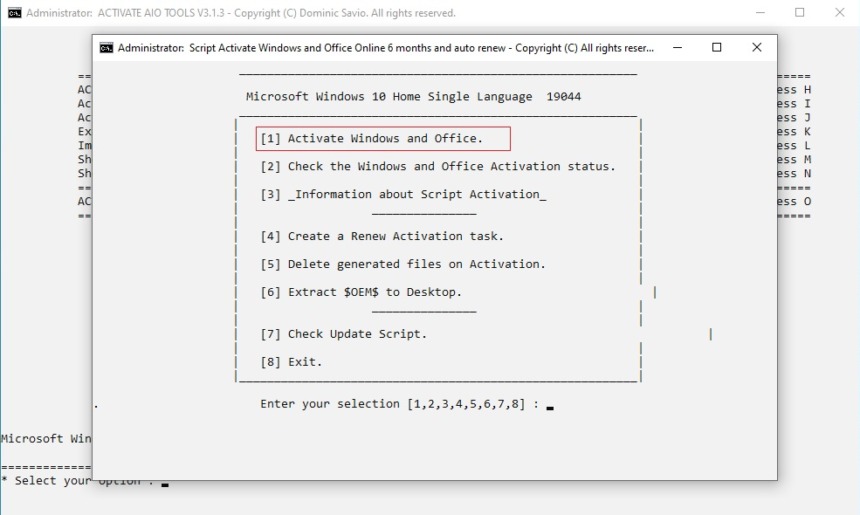 Administrator:  ACTIVATE AIO TOOLS V3.1.3 - Copyright (C) Dominic Savio. All rights reserved.
Administrator:  Script Activate Windows and Office Online 6 months and auto renew - Copyright (C) All rights reser...
Microsoft Windows 10 Home Single Language  19044
[1] Activate Windows and Office.
[2] Check the Windows and Office Activation status.
[3] _Information about Script Activation_
[4] Create a Renew Activation task.
[5] Delete generated files on Activation.
[6] Extract $OEM$ to Desktop.
[7] Check Update Script.
[8] Exit.
Enter your selection [1,2,3,4,5,6,7,8] :
AC
Ac
Ac
Ex
Im
Sh
Sh
AC
ess H
ess I
ess J
ess K
ess L
ess M
ess N
ess O
Microsoft Win
* Select your option :